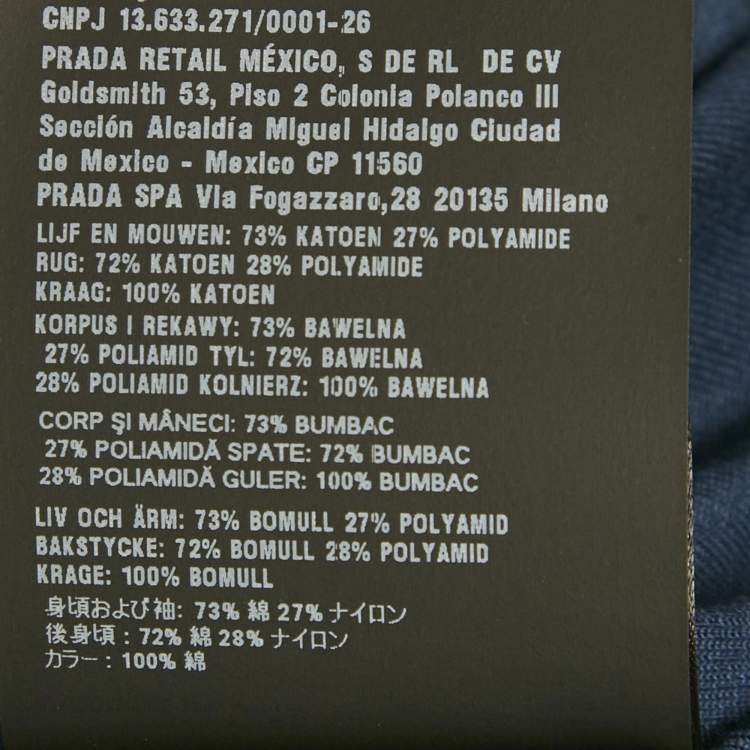 CNPJ 13.633.271/0001-26
PRADA RETAIL MÉXICO, S DE RL DE CV
Goldsmith 53, Piso 2 Colonia Polanco III
Sección Alcaldía Miguel Hidalgo Ciudad
de Mexico - Mexico CP 11560
PRADA SPA Via Fogazzaro,28 20135 Milano
LIJF EN MOUWEN: 73% KATOEN 27% POLYAMIDE
RUG: 72% KATOEN 28% POLYAMIDE
KRAAG: 100% KATOEN
KORPUS I REKAWY: 73% BAWELNA
27% POLIAMID TYL: 72% BAWELNA
28% POLIAMID KOLNIERZ: 100% BAWELNA
CORP ŞI MÂNECI: 73% BUMBAC
27% POLIAMIDĂ SPATE: 72% BUMBAC
28% POLIAMIDĂ GULER: 100% BUMBAC
LIV OCH ÄRM: 73% BOMULL 27% POLYAMID
BAKSTYCKE: 72% BOMULL 28% POLYAMID
KRAGE: 100% BOMULL
身頃および袖: 73% 綿 27% ナイロン
後身頃 : 72% 綿 28% ナイロン
カラー : 100% 綿